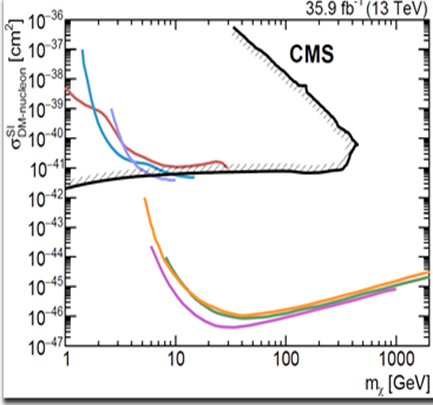 35.9 fb⁻¹ (13 TeV)
σ^SI_DM-nucleon [cm²]
10⁻³⁶
10⁻³⁷
10⁻³⁸
10⁻³⁹
10⁻⁴⁰
10⁻⁴¹
10⁻⁴²
10⁻⁴³
10⁻⁴⁴
10⁻⁴⁵
10⁻⁴⁶
10⁻⁴⁷
CMS
1 10 100 1000
mχ [GeV]